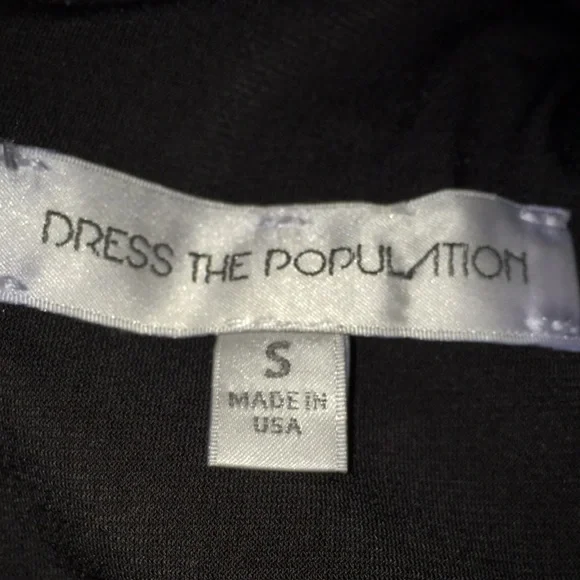 DRESS THE POPULATION
S
MADE IN
USA